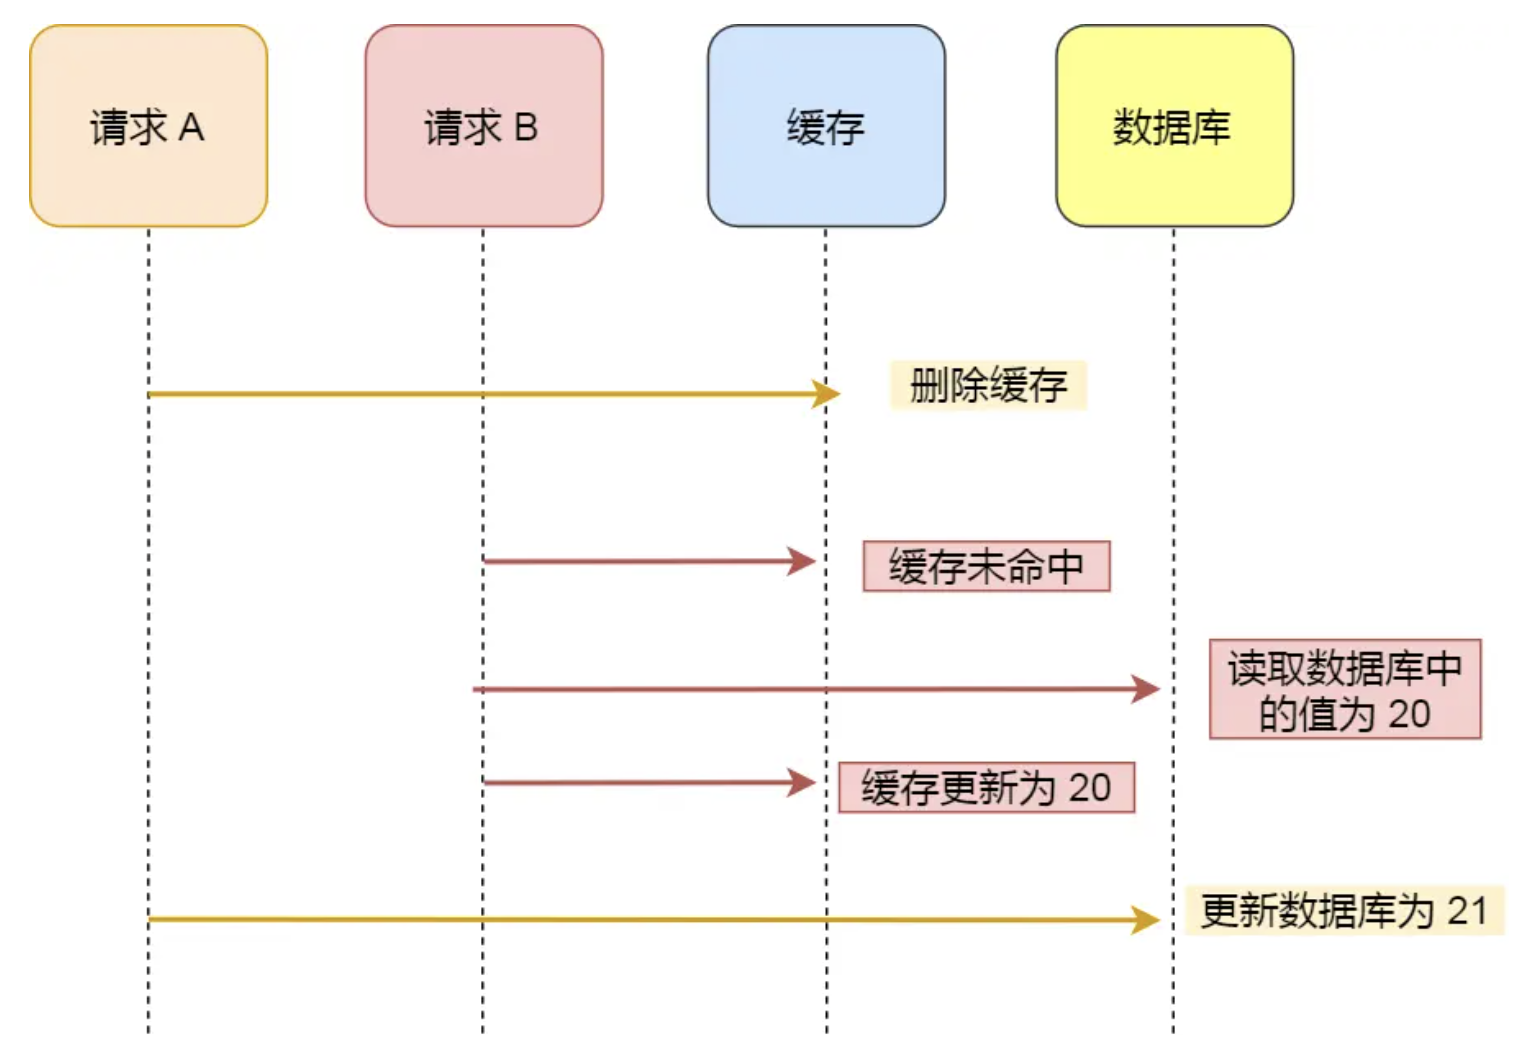 请求 A
请求 B
缓存
数据库
删除缓存
缓存未命中
读取数据库中
的值为 20
缓存更新为 20
更新数据库为 21